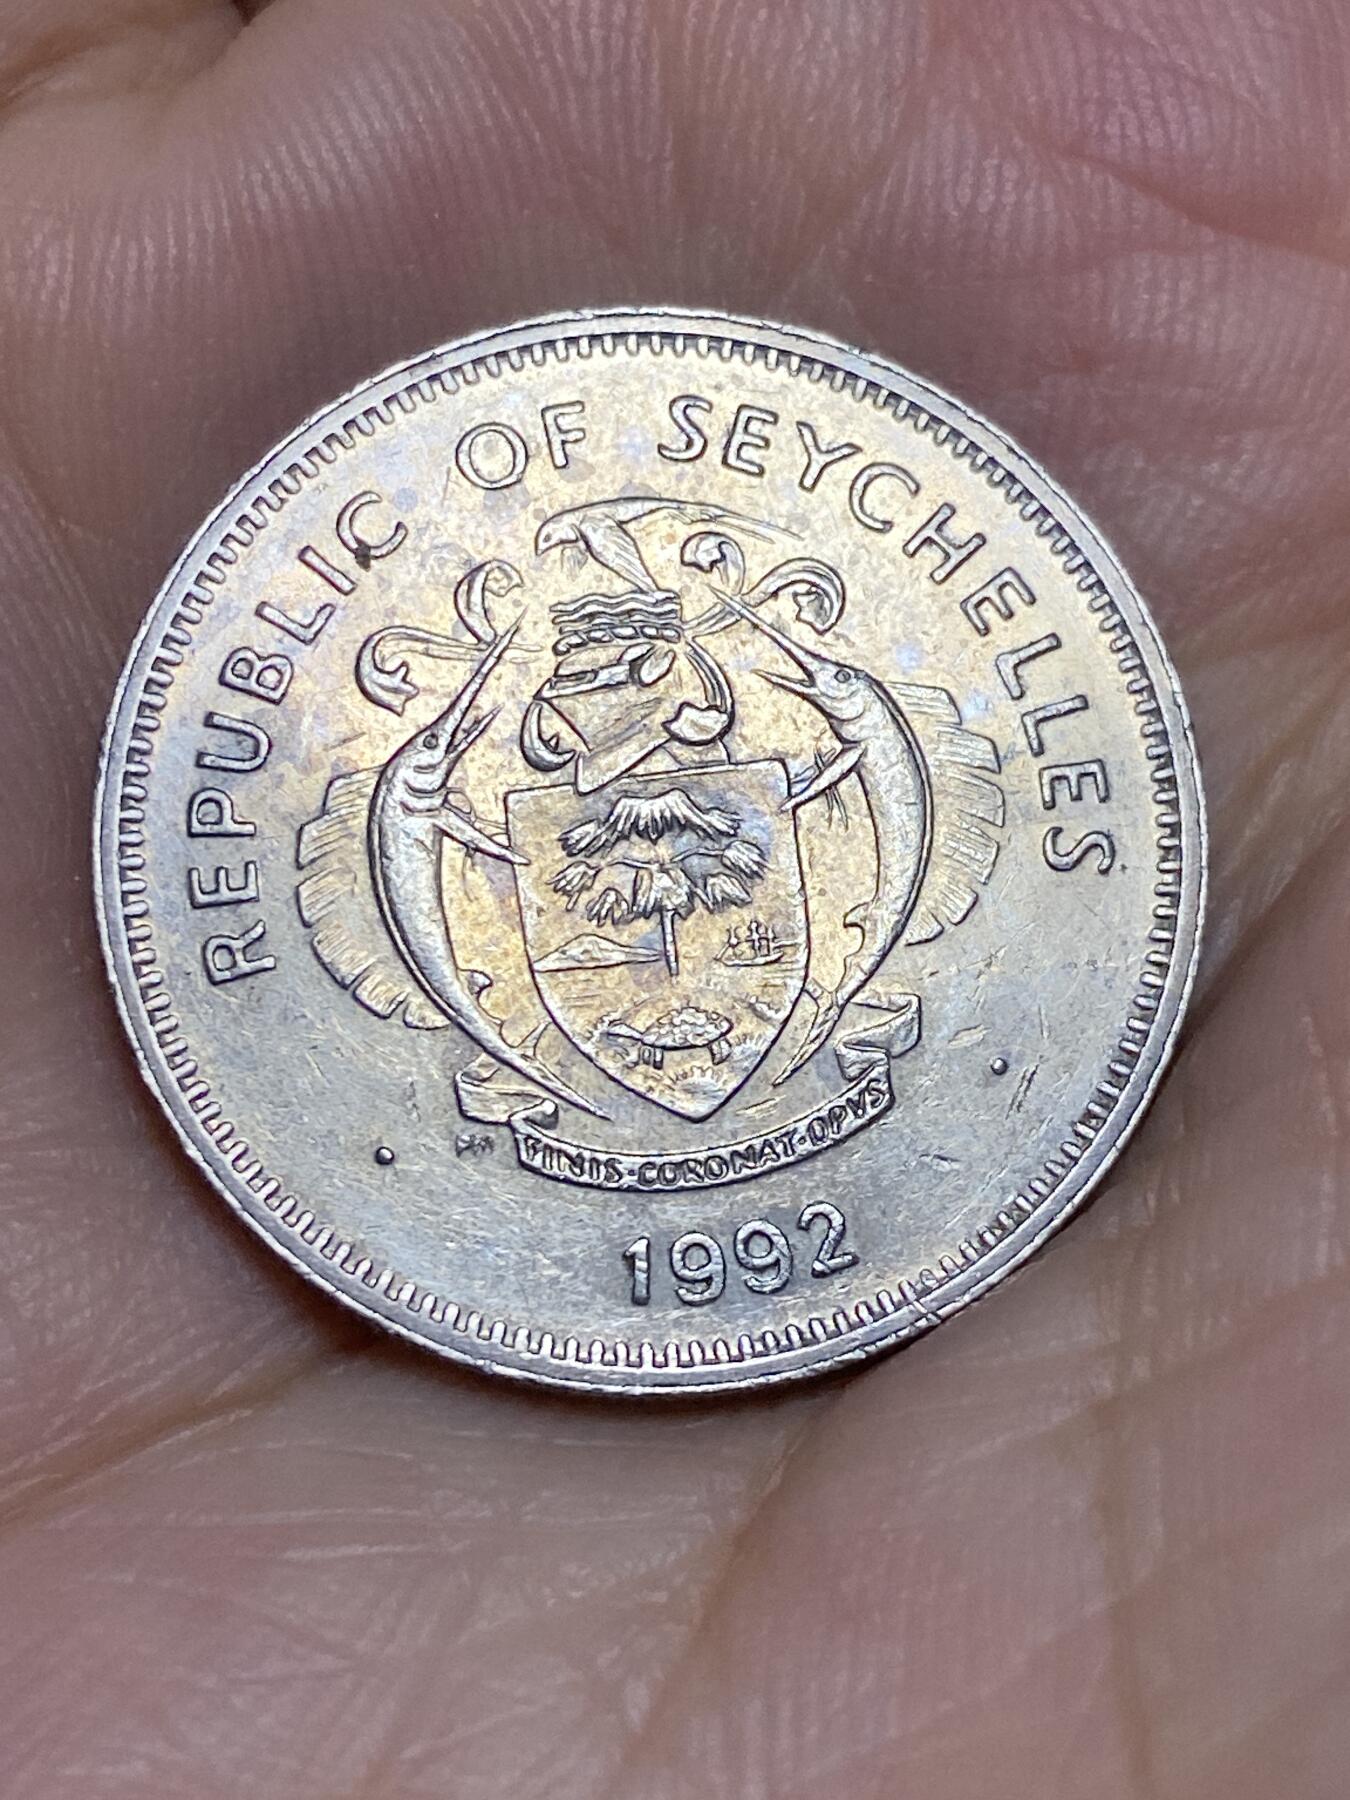 REPUBLIC OF SEYCHELLES
FINIS·CORONAT·OPVS
1992